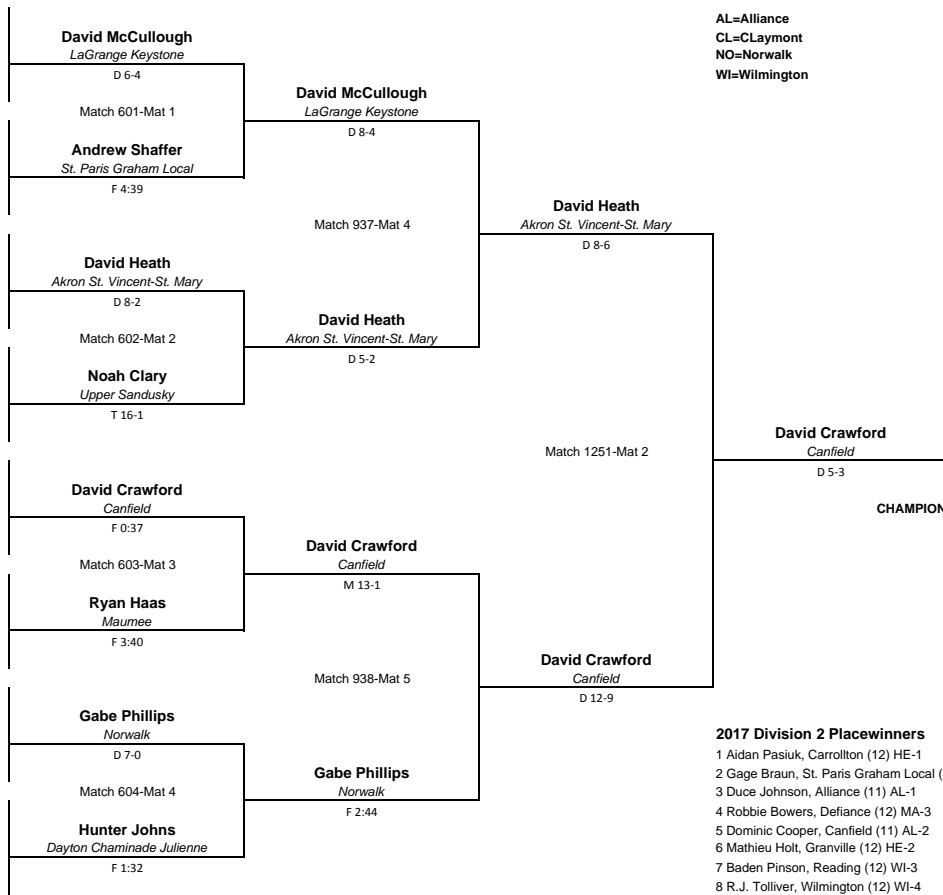 AL=Alliance
CL=CLaymont
NO=Norwalk
WI=Wilmington
David McCullough
LaGrange Keystone
D 6-4
Match 601-Mat 1
Andrew Shaffer
St. Paris Graham Local
F 4:39
David Heath
Akron St. Vincent-St. Mary
D 8-2
Match 602-Mat 2
Noah Clary
Upper Sandusky
T 16-1
David Crawford
Canfield
F 0:37
Match 603-Mat 3
Ryan Haas
Maumee
F 3:40
Gabe Phillips
Norwalk
D 7-0
Match 604-Mat 4
Hunter Johns
Dayton Chaminade Julienne
F 1:32
David McCullough
LaGrange Keystone
D 8-4
Match 937-Mat 4
David Heath
Akron St. Vincent-St. Mary
D 5-2
David Crawford
Canfield
M 13-1
Match 938-Mat 5
Gabe Phillips
Norwalk
F 2:44
David Heath
Akron St. Vincent-St. Mary
D 8-6
Match 1251-Mat 2
David Crawford
Canfield
D 12-9
David Crawford
Canfield
D 5-3
CHAMPION
2017 Division 2 Placewinners
1 Aidan Pasiuk, Carrollton (12) HE-1
2 Gage Braun, St. Paris Graham Local (
3 Duce Johnson, Alliance (11) AL-1
4 Robbie Bowers, Defiance (12) MA-3
5 Dominic Cooper, Canfield (11) AL-2
6 Mathieu Holt, Granville (12) HE-2
7 Baden Pinson, Reading (12) WI-3
8 R.J. Tolliver, Wilmington (12) WI-4